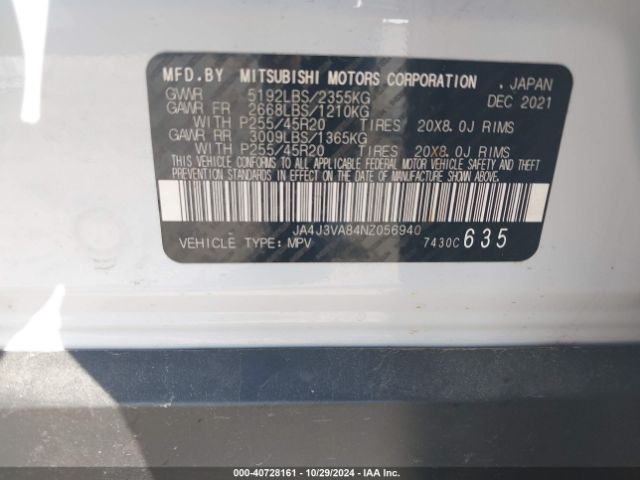 MFD.BY MITSUBISHI MOTORS CORPORATION . JAPAN
GVWR 5192LBS/2355KG DEC 2021
GAWR FR 2668LBS/1210KG
WITH P255/45R20 TIRES 20X8.0J RIMS
GAWR RR 3009LBS/1365KG
WITH P255/45R20 TIRES 20X8.0J RIMS
THIS VEHICLE CONFORMS TO ALL APPLICABLE FEDERAL MOTOR VEHICLE SAFETY AND THEFT
PREVENTION STANDARDS IN EFFECT ON THE DATE OF MANUFACTURE SHOWN ABOVE.
JA4J3VA84NZ056940
VEHICLE TYPE: MPV 7430C 635
000-40728161 - 10/29/2024 - IAAI.com